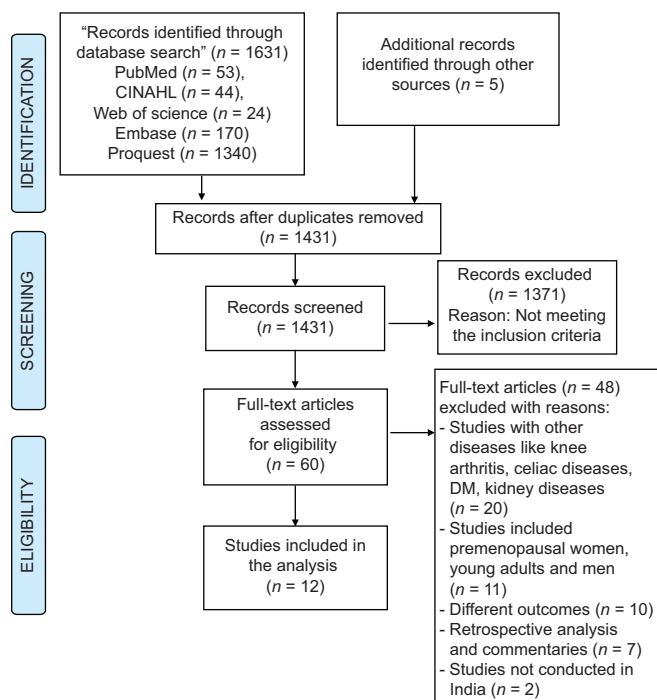 IDENTIFICATION
“Records identified through
database search” (n = 1631)
PubMed (n = 53),
CINAHL (n = 44),
Web of science (n = 24)
Embase (n = 170)
Proquest (n = 1340)
Additional records
identified through other
sources (n = 5)
Records after duplicates removed
(n = 1431)
SCREENING
Records screened
(n = 1431)
Records excluded
(n = 1371)
Reason: Not meeting
the inclusion criteria
Full-text articles
assessed
for eligibility
(n = 60)
Full-text articles (n = 48)
excluded with reasons:
- Studies with other
diseases like knee
arthritis, celiac diseases,
DM, kidney diseases
(n = 20)
- Studies included
premenopausal women,
young adults and men
(n = 11)
- Different outcomes (n = 10)
- Retrospective analysis
and commentaries (n = 7)
- Studies not conducted in
India (n = 2)
ELIGIBILITY
Studies included in
the analysis
(n = 12)